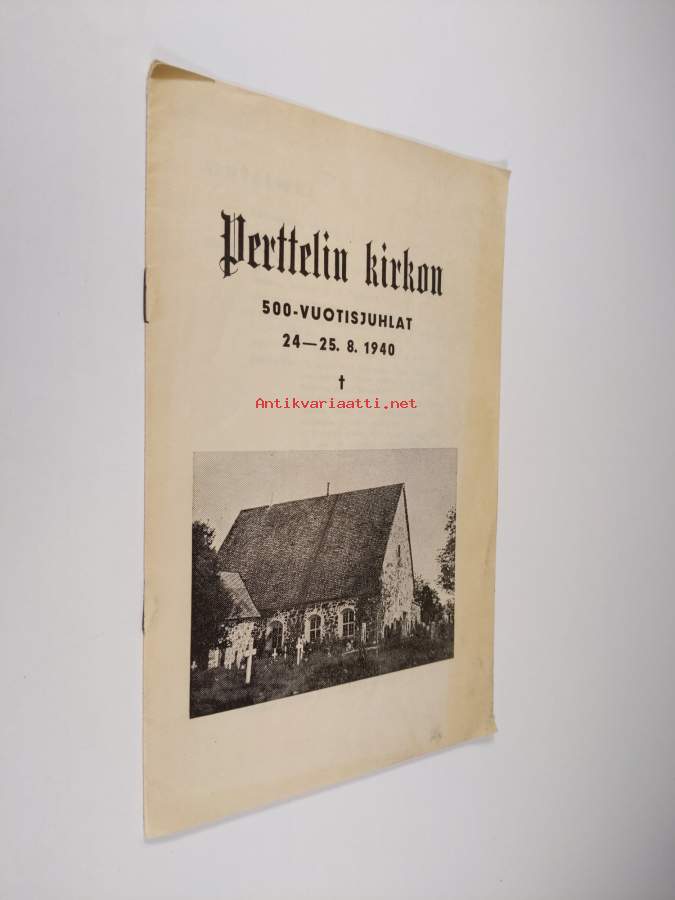 Perttelin kirkon
500-VUOTISJUHLAT
24—25. 8. 1940
†
Antikvariaatti.net